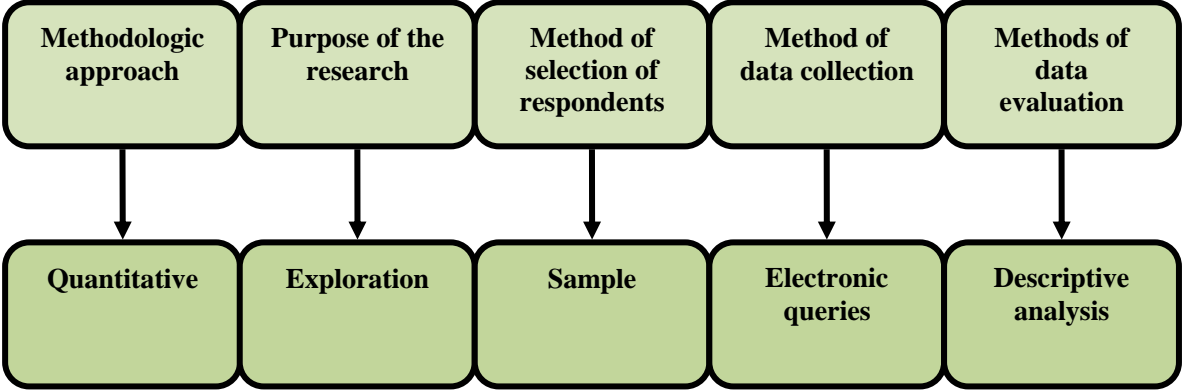 Methodologic
approach
Purpose of the
research
Method of
selection of
respondents
Method of
data collection
Methods of
data
evaluation
Quantitative
Exploration
Sample
Electronic
queries
Descriptive
analysis